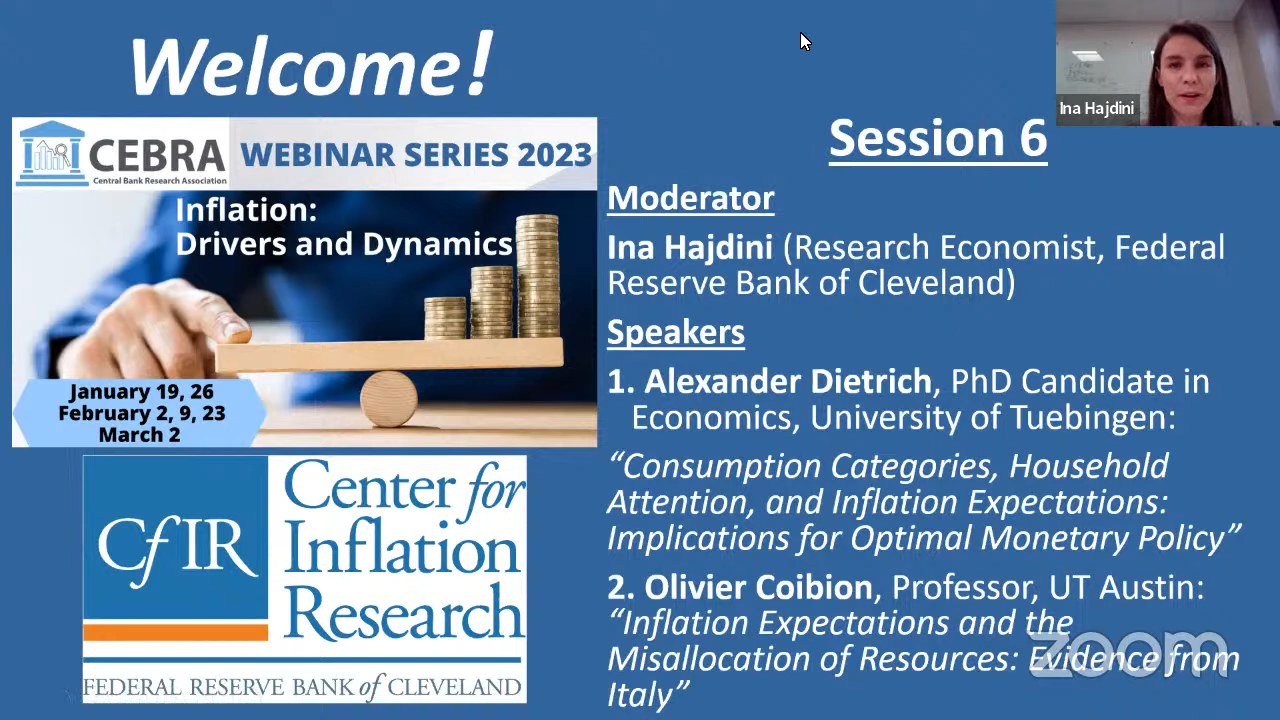 Welcome!
CEBRA
Central Bank Research Association
WEBINAR SERIES 2023
Inflation:
Drivers and Dynamics
January 19, 26
February 2, 9, 23
March 2
CfIR
Center for
Inflation
Research
FEDERAL RESERVE BANK of CLEVELAND
Ina Hajdini
Session 6
Moderator
Ina Hajdini (Research Economist, Federal
Reserve Bank of Cleveland)
Speakers
1. Alexander Dietrich, PhD Candidate in
Economics, University of Tuebingen:
“Consumption Categories, Household
Attention, and Inflation Expectations:
Implications for Optimal Monetary Policy”
2. Olivier Coibion, Professor, UT Austin:
“Inflation Expectations and the
Misallocation of Resources: Evidence from
Italy”
zoom